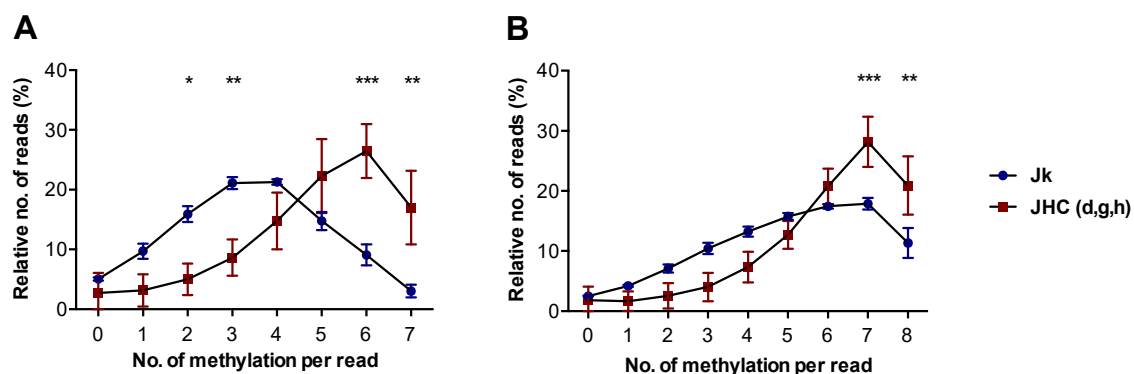 A
* ** *** **
Relative no. of reads (%)
40
30
20
10
0
0 1 2 3 4 5 6 7
No. of methylation per read
B
*** **
Relative no. of reads (%)
40
30
20
10
0
0 1 2 3 4 5 6 7 8
No. of methylation per read
Jk
JHC (d,g,h)